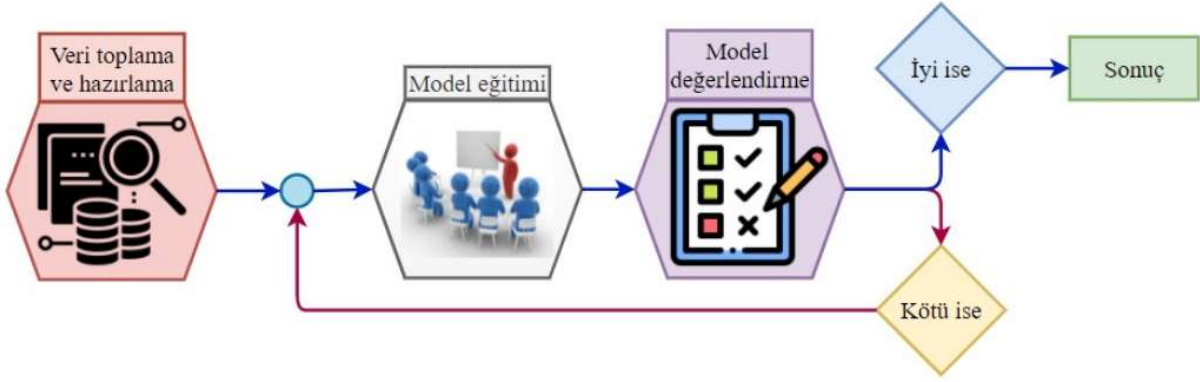 Veri toplama
ve hazırlama
Model eğitimi
Model
değerlendirme
İyi ise
Sonuç
Kötü ise